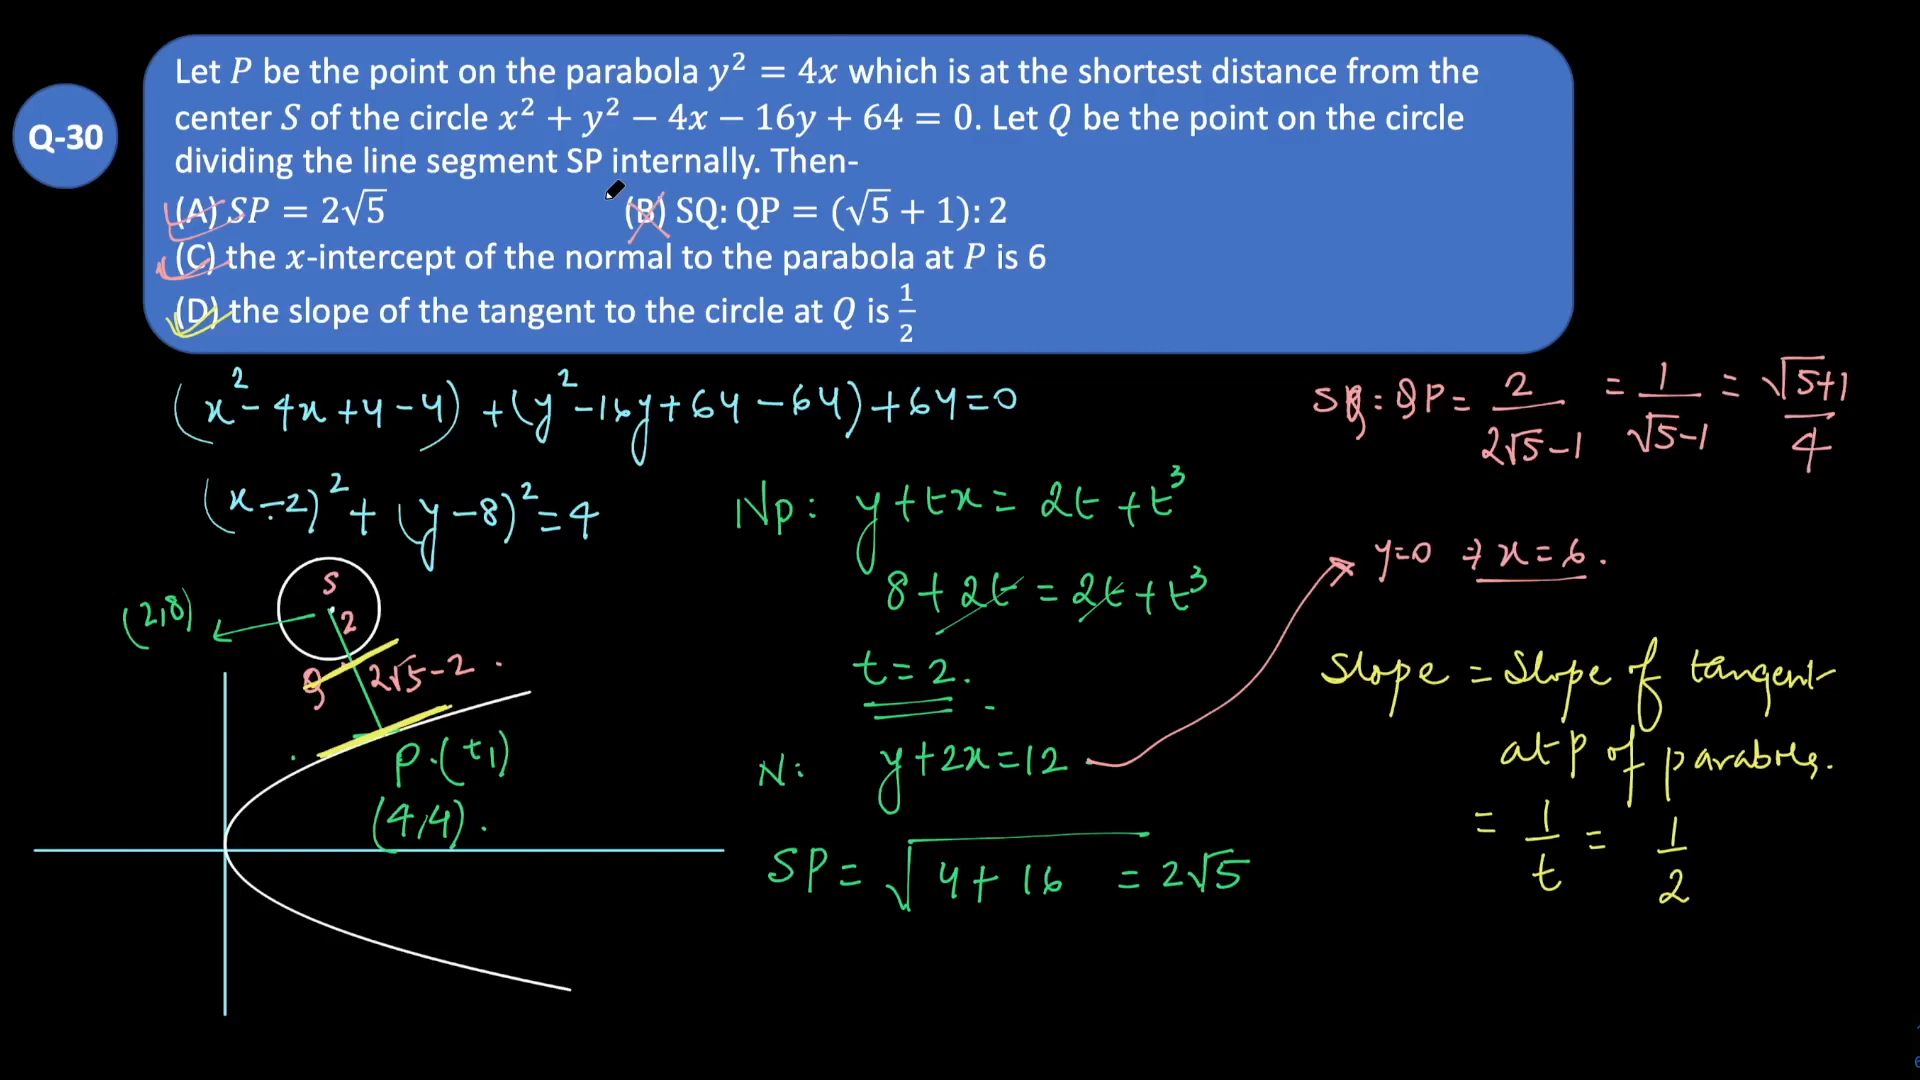 Q-30
Let P be the point on the parabola y² = 4x which is at the shortest distance from the
center S of the circle x² + y² − 4x − 16y + 64 = 0. Let Q be the point on the circle
dividing the line segment SP internally. Then-
(A) SP = 2√5 (B) SQ: QP = (√5 + 1): 2
(C) the x-intercept of the normal to the parabola at P is 6
(D) the slope of the tangent to the circle at Q is 1/2
(x² - 4x + 4 - 4) + (y² - 16y + 64 - 64) + 64 = 0
(x - 2)² + (y - 8)² = 4
(2,8)
S
2
Q
2√5-2
P.(t1)
(4,4).
Np: y + tx = 2t + t³
8 + 2t = 2t + t³
t = 2.
N: y + 2x = 12
SP = √4 + 16 = 2√5
SQ: QP = 2/2√5-1 = 1/√5-1 = √5+1/4
y=0 ⇒ x = 6.
Slope = Slope of tangent
at P of parabola.
= 1/t = 1/2